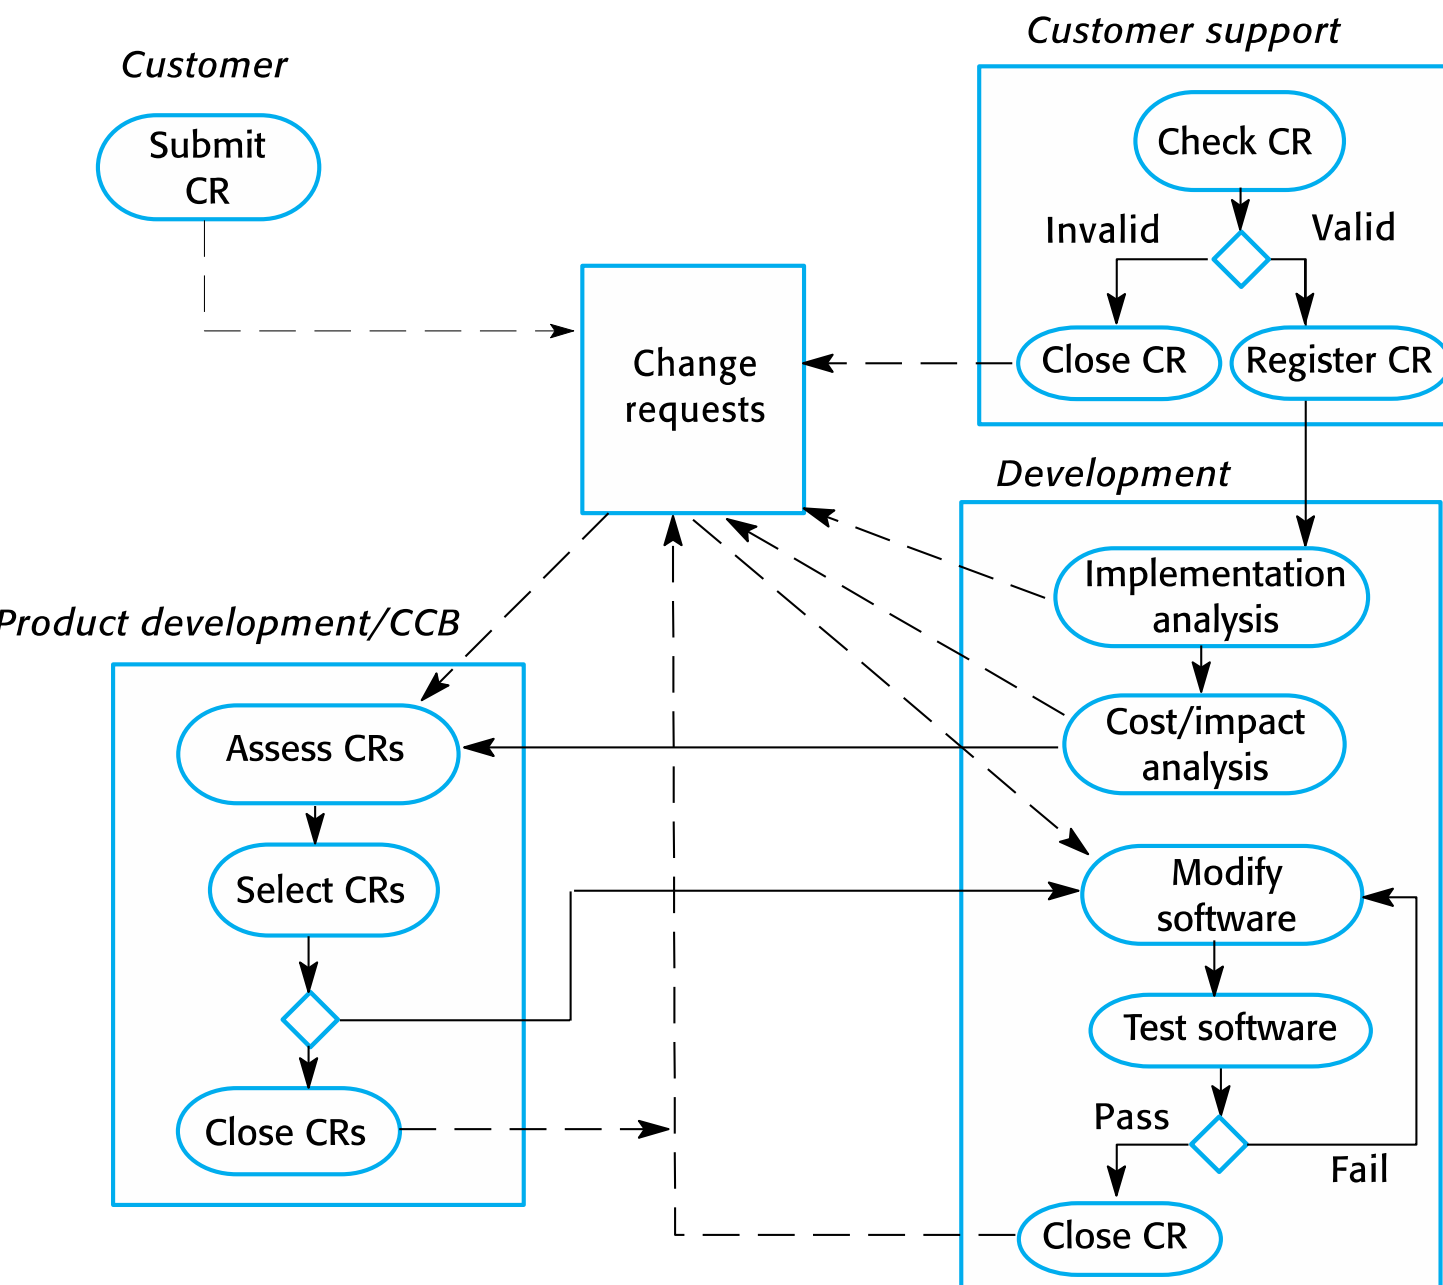 Customer
Submit
CR
Customer support
Check CR
Invalid
Valid
Close CR
Register CR
Change
requests
Development
Implementation
analysis
Cost/impact
analysis
Modify
software
Test software
Pass
Fail
Close CR
Product development/CCB
Assess CRs
Select CRs
Close CRs